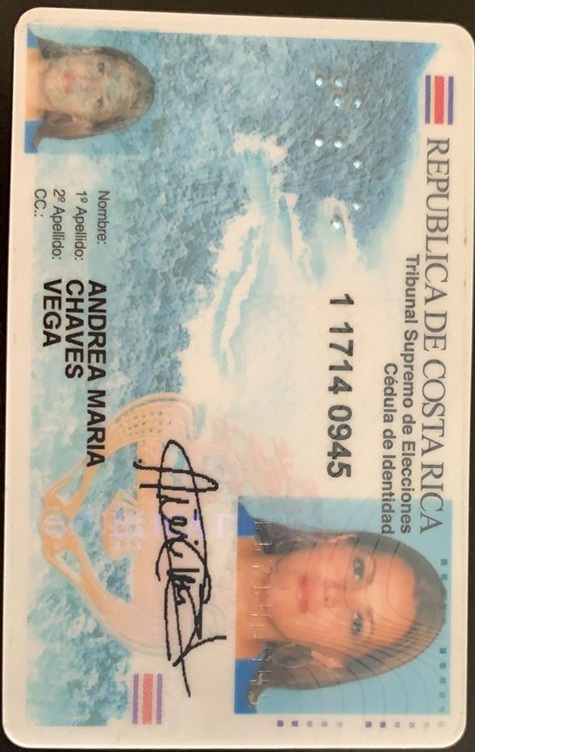 REPUBLICA DE COSTA RICA
Tribunal Supremo de Elecciones
Cédula de Identidad
1 1714 0945
Nombre: ANDREA MARIA
1º Apellido: CHAVES
2º Apellido: VEGA
CC.: